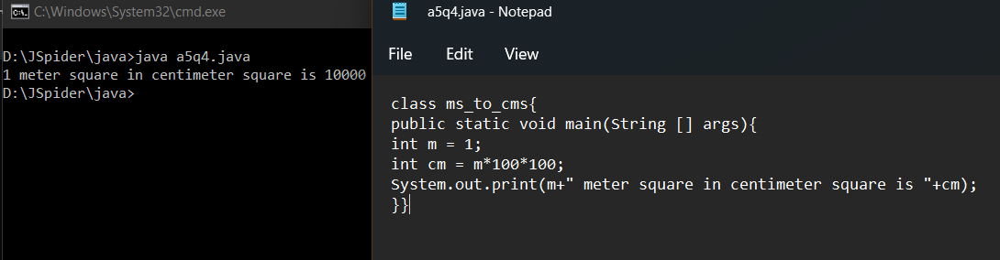 C:\Windows\System32\cmd.exe
D:\JSpider\java>java a5q4.java
1 meter square in centimeter square is 10000
D:\JSpider\java>
a5q4.java - Notepad
File Edit View
class ms_to_cms{
public static void main(String [] args){
int m = 1;
int cm = m*100*100;
System.out.print(m+" meter square in centimeter square is "+cm);
}}